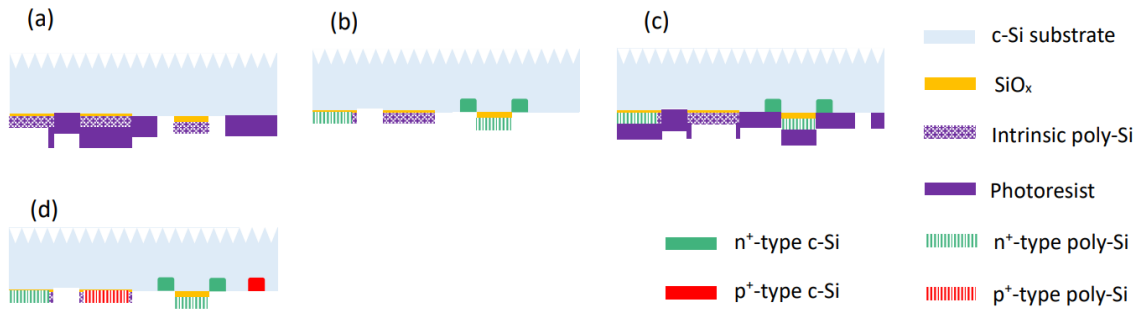 (a)
(b)
(c)
c-Si substrate
SiOₓ
Intrinsic poly-Si
Photoresist
(d)
n⁺-type c-Si
n⁺-type poly-Si
p⁺-type c-Si
p⁺-type poly-Si